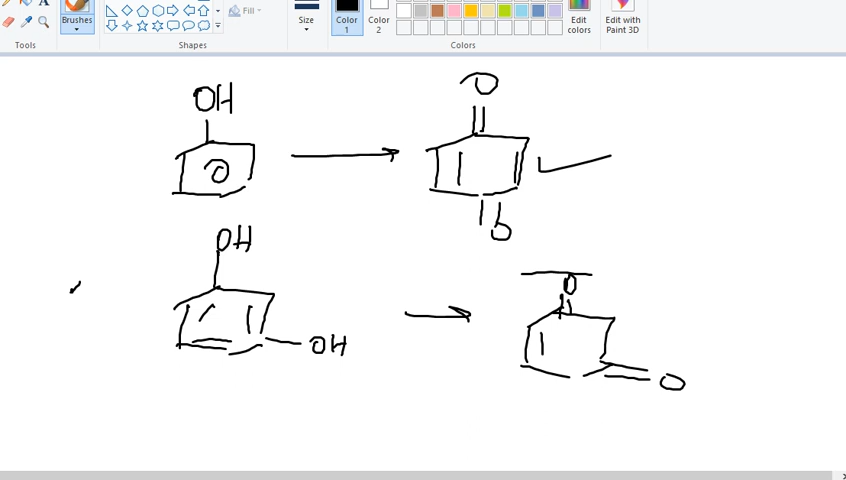 Brushes
Tools
Shapes
Fill
Size
Color 1
Color 2
Colors
Edit colors
Edit with Paint 3D
OH
O
O
O
OH
OH
O
O